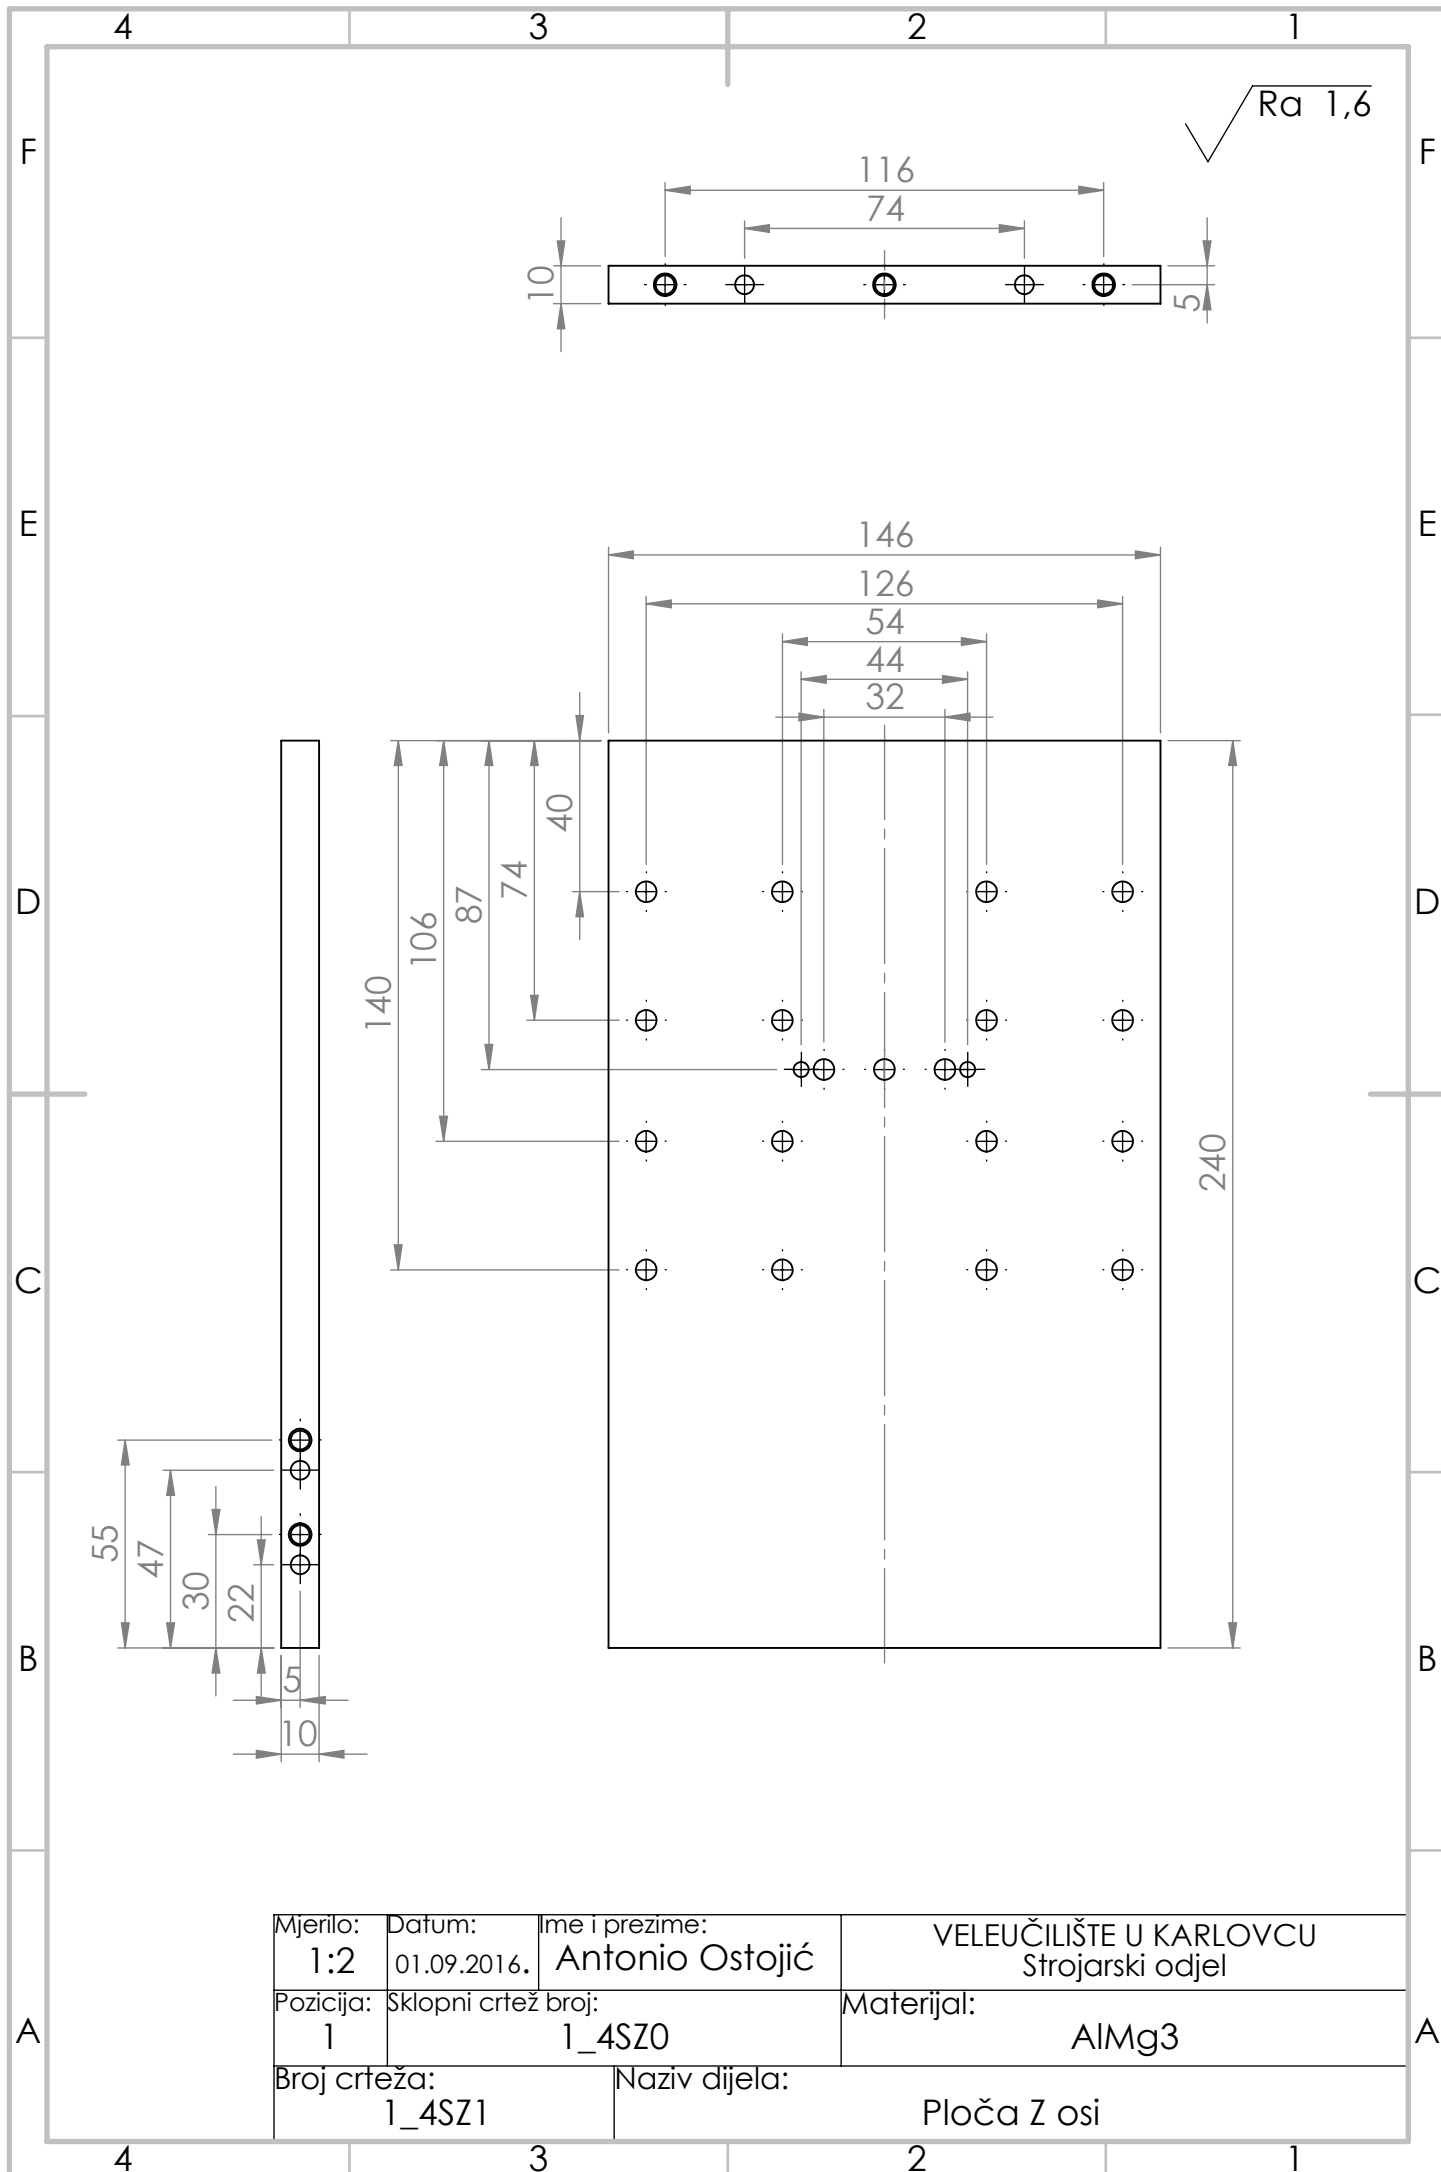 4 3 2 1
Ra 1,6
F F
116
74
10
5
E E
146
126
54
44
32
40
74
87
106
140
D D
240
C C
55
47
30
22
B B
5
10
Mjerilo: Datum: Ime i prezime: VELEUČILIŠTE U KARLOVCU
1:2 01.09.2016. Antonio Ostojić Strojarski odjel
Pozicija: Sklopni crtež broj: Materijal:
1 1_4SZ0 AlMg3
A A
Broj crteža: Naziv dijela:
1_4SZ1 Ploča Z osi
4 3 2 1